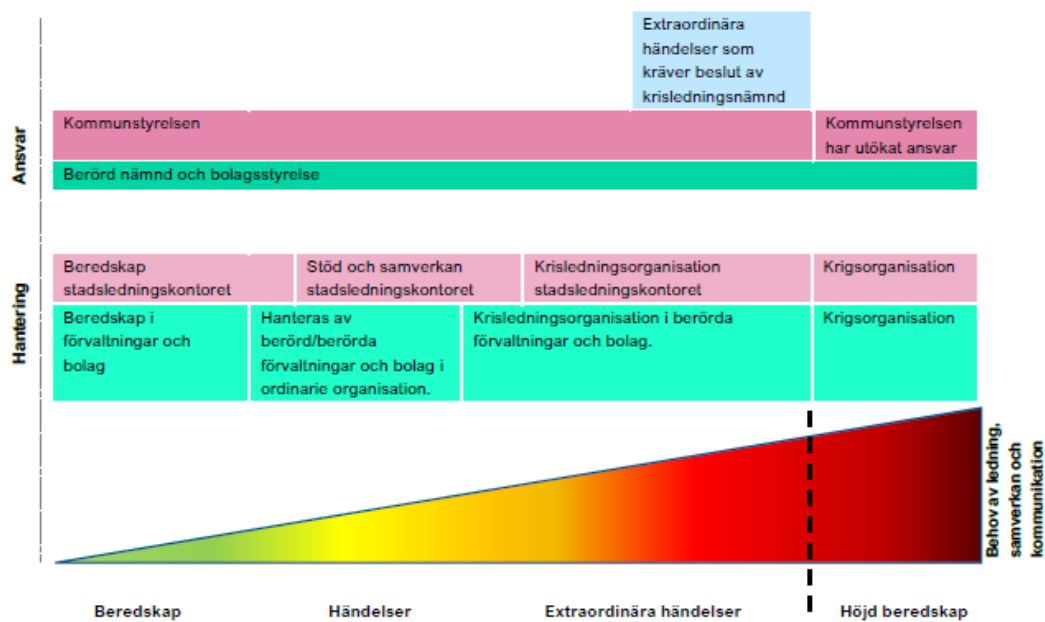 Extraordinära
händelser som
kräver beslut av
krisledningsnämnd
Ansvar
Kommunstyrelsen
Kommunstyrelsen
har utökat ansvar
Berörd nämnd och bolagsstyrelse
Hantering
Beredskap
stadsledningskontoret
Stöd och samverkan
stadsledningskontoret
Krisledningsorganisation
stadsledningskontoret
Krigsorganisation
Beredskap i
förvaltningar och
bolag
Hanteras av
berörd/berörda
förvaltningar och bolag i
ordinarie organisation.
Krisledningsorganisation i berörda
förvaltningar och bolag.
Krigsorganisation
Behov av ledning,
samverkan och
kommunikation
Beredskap
Händelser
Extraordinära händelser
Höjd beredskap